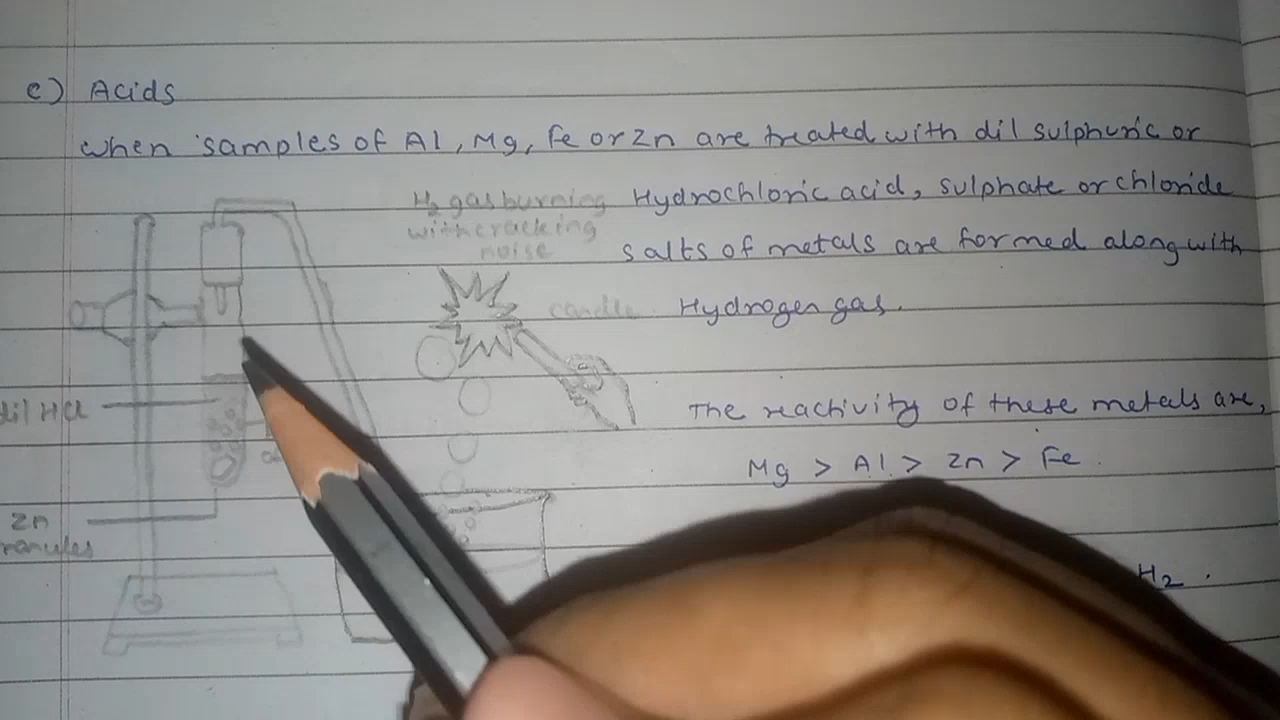 e) Acids
when samples of Al, Mg, Fe or Zn are treated with dil sulphuric or
H₂ gas burning Hydrochloric acid, sulphate or chloride
with cracking
noise salts of metals are formed along with
candle Hydrogen gas.
dil HCl The reactivity of these metals are,
Mg > Al > Zn > Fe
Zn
ranules
H₂.